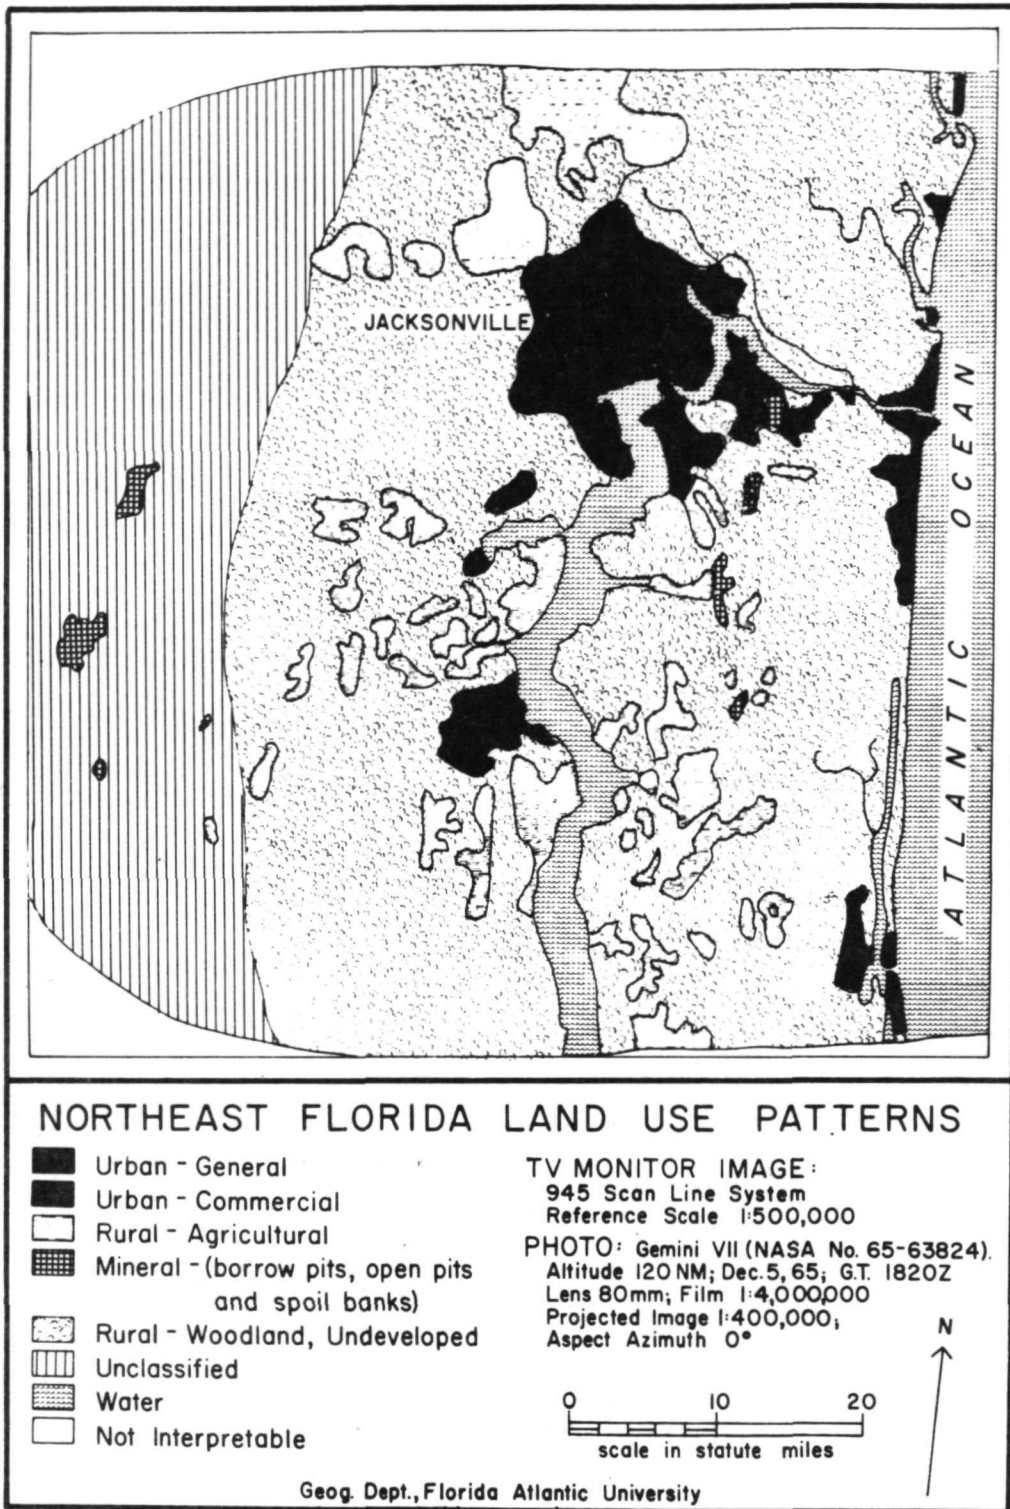 JACKSONVILLE
ATLANTIC OCEAN
NORTHEAST FLORIDA LAND USE PATTERNS
Urban - General
Urban - Commercial
Rural - Agricultural
Mineral - (borrow pits, open pits
and spoil banks)
Rural - Woodland, Undeveloped
Unclassified
Water
Not Interpretable
TV MONITOR IMAGE:
945 Scan Line System
Reference Scale 1:500,000
PHOTO: Gemini VII (NASA No. 65-63824).
Altitude 120 NM; Dec. 5, 65; G.T. 1820Z
Lens 80mm; Film 1:4,000,000
Projected Image 1:400,000;
Aspect Azimuth 0°
N
0 10 20
scale in statute miles
Geog. Dept., Florida Atlantic University